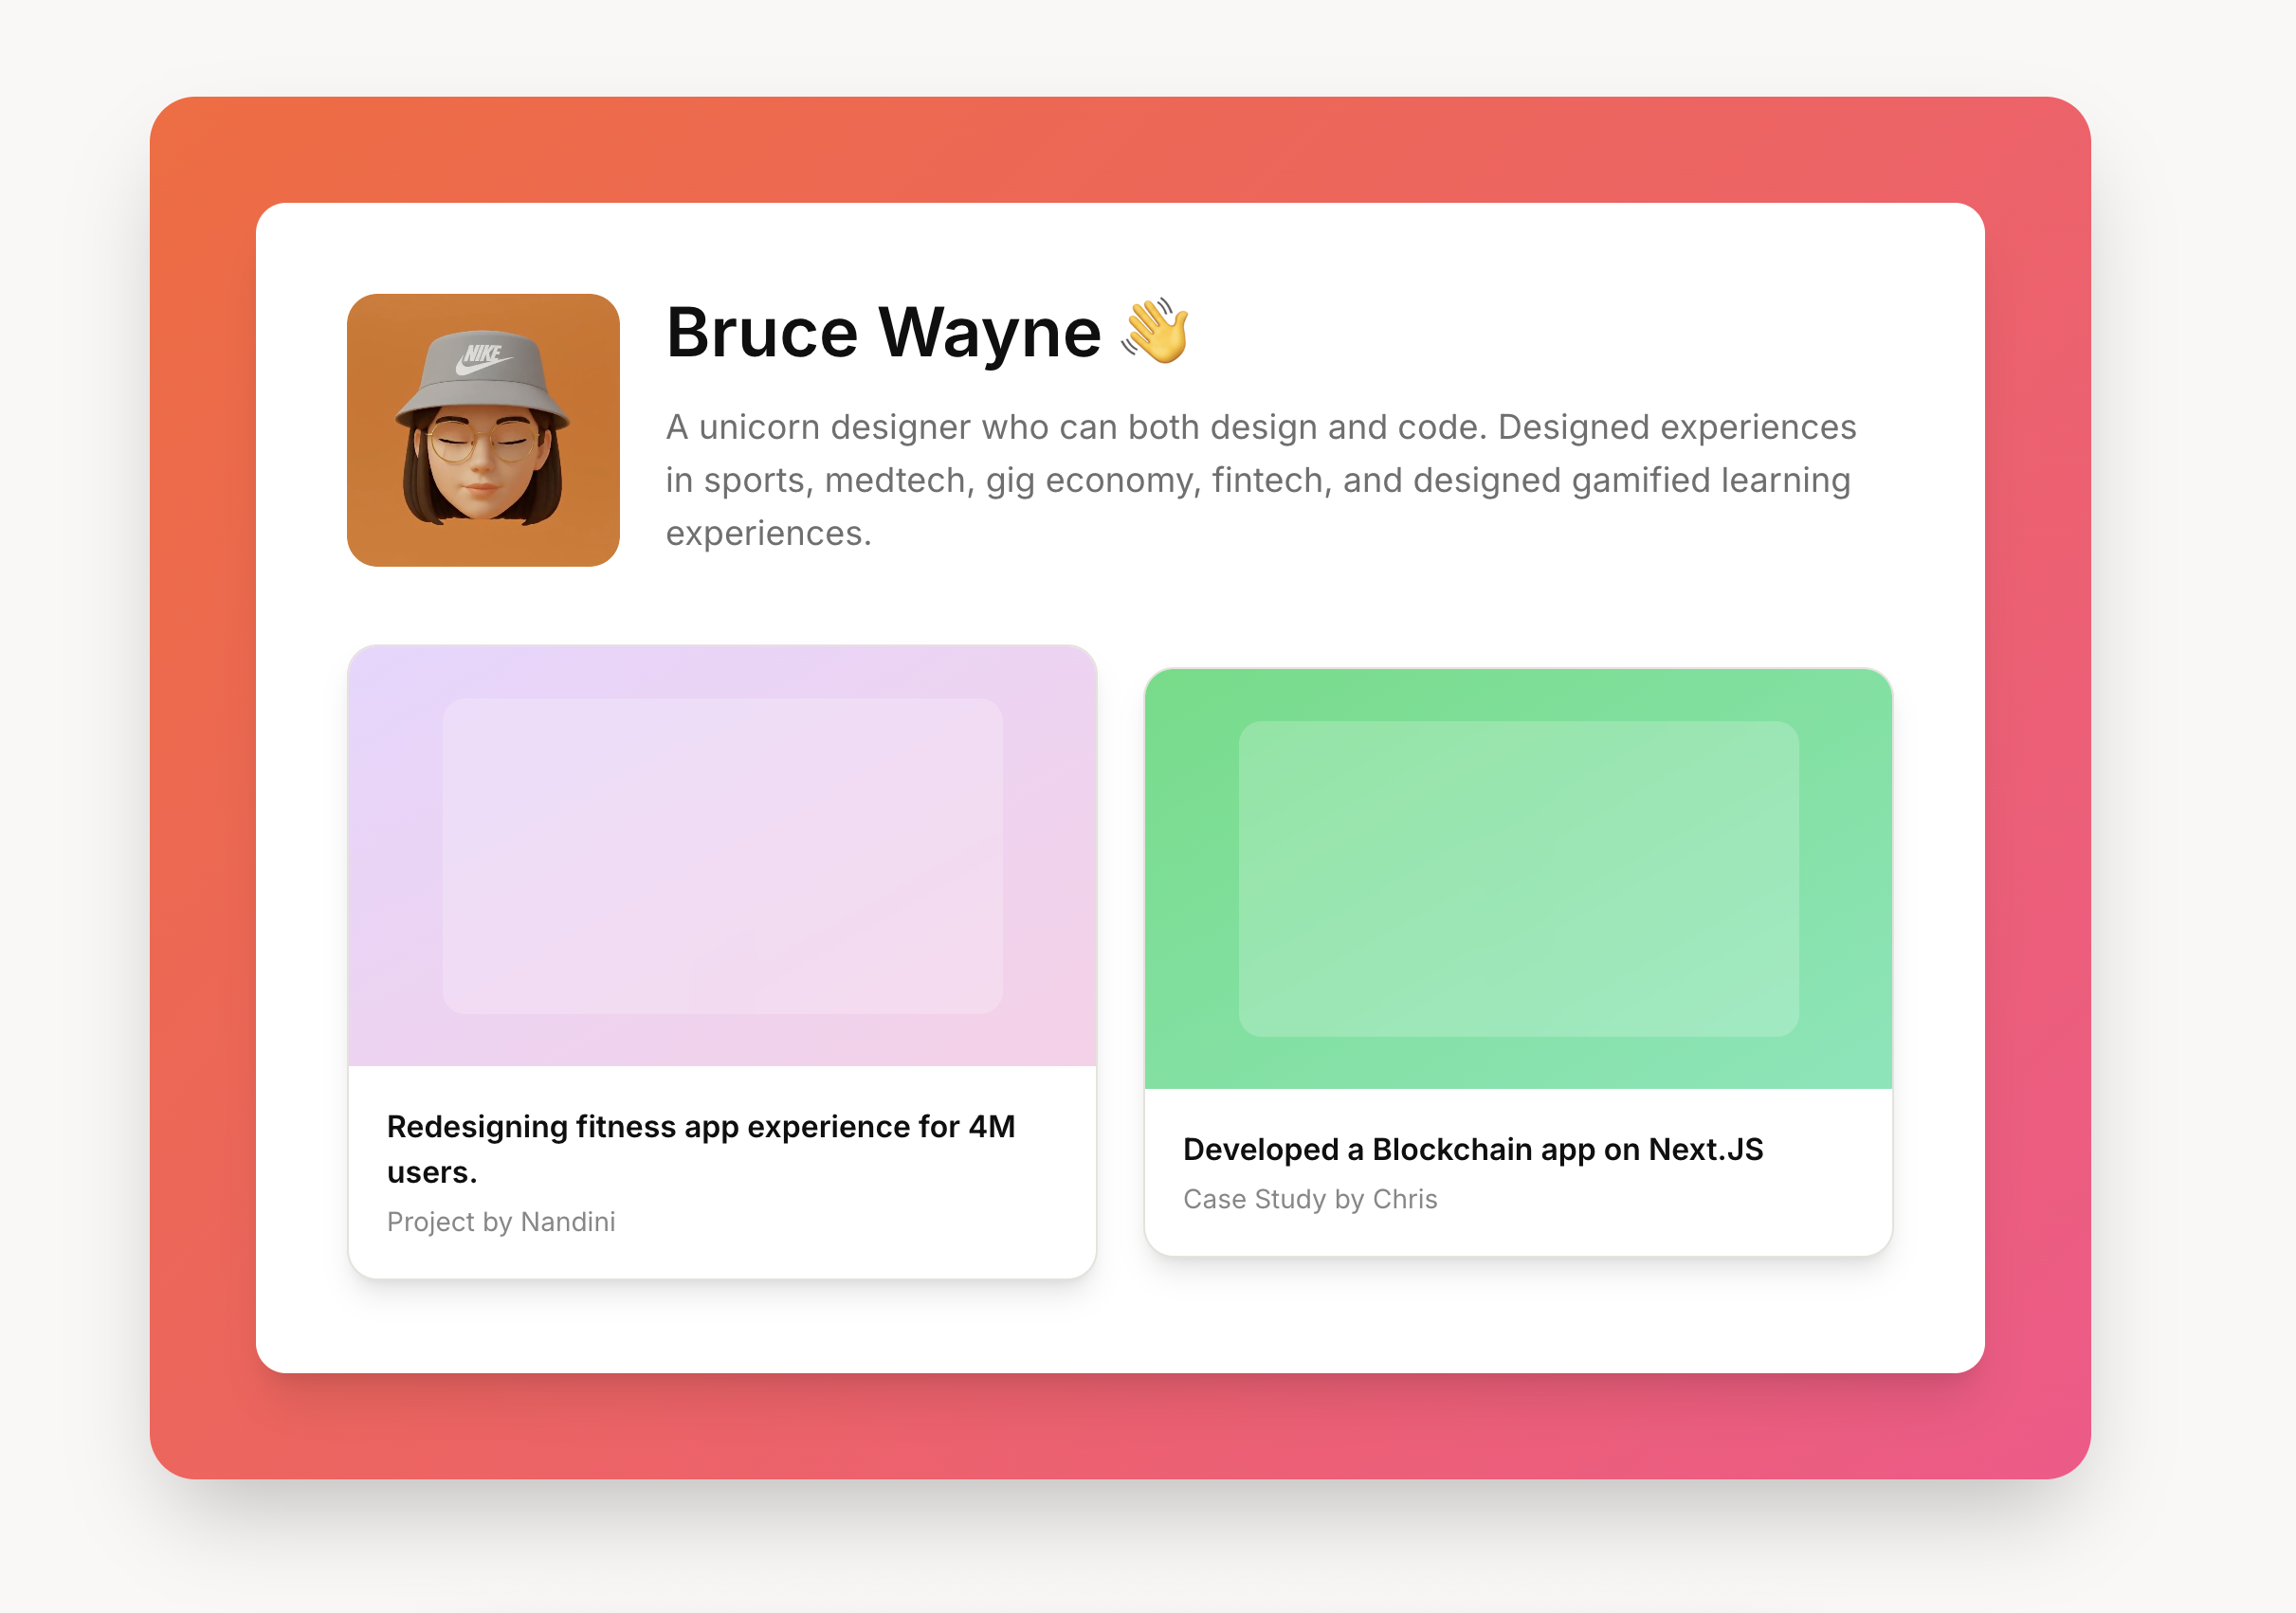 NIKE
Bruce Wayne 👋
A unicorn designer who can both design and code. Designed experiences
in sports, medtech, gig economy, fintech, and designed gamified learning
experiences.
Redesigning fitness app experience for 4M
users.
Project by Nandini
Developed a Blockchain app on Next.JS
Case Study by Chris